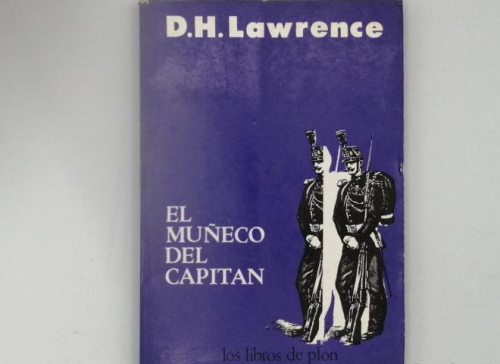 D.H. Lawrence
EL
MUÑECO
DEL
CAPITAN
los libros de plon